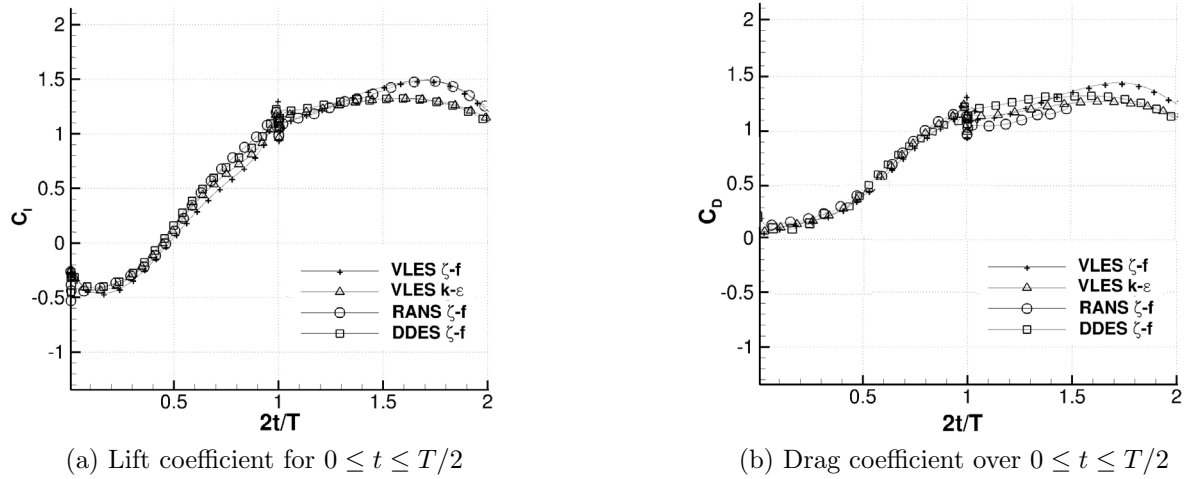 2
1.5
1
0.5
0
-0.5
-1
C_l
0.5 1 1.5 2
2t/T
VLES ζ-f
VLES k-ε
RANS ζ-f
DDES ζ-f
(a) Lift coefficient for 0 ≤ t ≤ T/2
2
1.5
1
0.5
0
-0.5
-1
C_D
0.5 1 1.5 2
2t/T
VLES ζ-f
VLES k-ε
RANS ζ-f
DDES ζ-f
(b) Drag coefficient over 0 ≤ t ≤ T/2